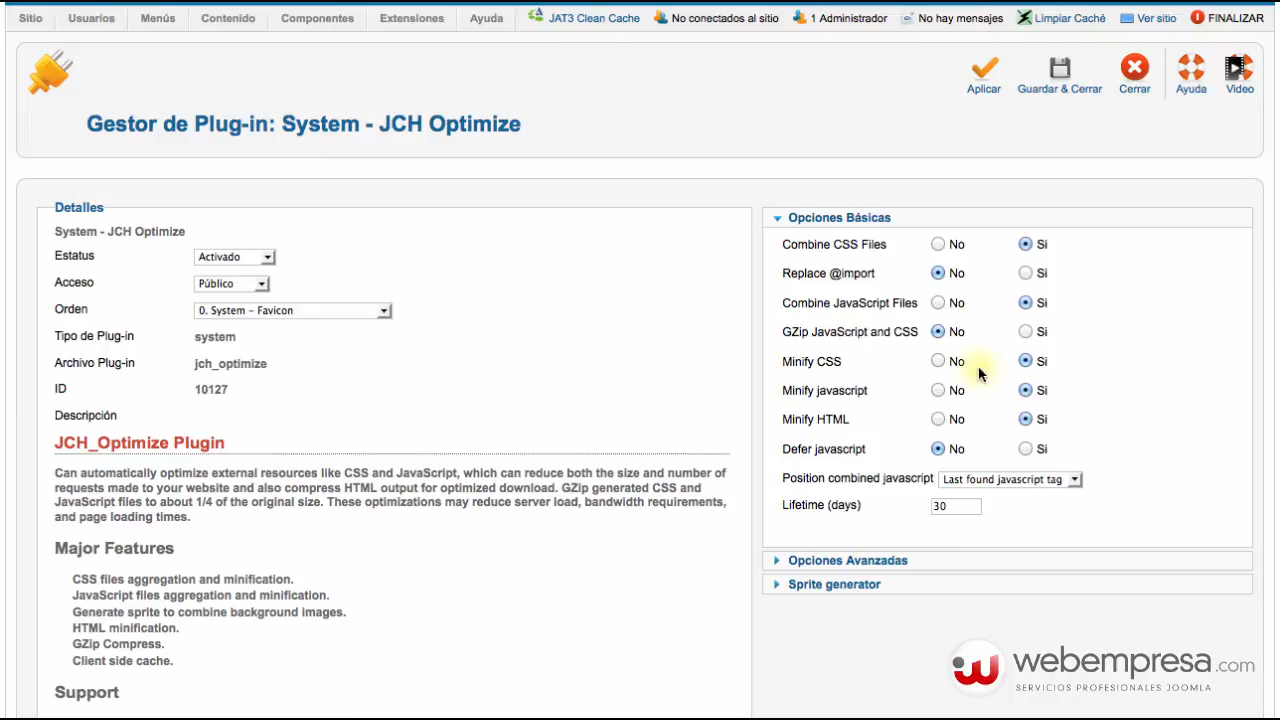 Sitio Usuarios Menús Contenido Componentes Extensiones Ayuda JAT3 Clean Cache No conectados al sitio 1 Administrador No hay mensajes Limpiar Caché Ver sitio FINALIZAR
Aplicar Guardar & Cerrar Cerrar Ayuda Video
Gestor de Plug-in: System - JCH Optimize
Detalles
System - JCH Optimize
Estatus Activado
Acceso Público
Orden 0. System – Favicon
Tipo de Plug-in system
Archivo Plug-in jch_optimize
ID 10127
Descripción
JCH_Optimize Plugin
Can automatically optimize external resources like CSS and JavaScript, which can reduce both the size and number of
requests made to your website and also compress HTML output for optimized download. GZip generated CSS and
JavaScript files to about 1/4 of the original size. These optimizations may reduce server load, bandwidth requirements,
and page loading times.
Major Features
CSS files aggregation and minification.
JavaScript files aggregation and minification.
Generate sprite to combine background images.
HTML minification.
GZip Compress.
Client side cache.
Support
Opciones Básicas
Combine CSS Files No Si
Replace @import No Si
Combine JavaScript Files No Si
GZip JavaScript and CSS No Si
Minify CSS No Si
Minify javascript No Si
Minify HTML No Si
Defer javascript No Si
Position combined javascript Last found javascript tag
Lifetime (days) 30
Opciones Avanzadas
Sprite generator
webempresa.com
SERVICIOS PROFESIONALES JOOMLA